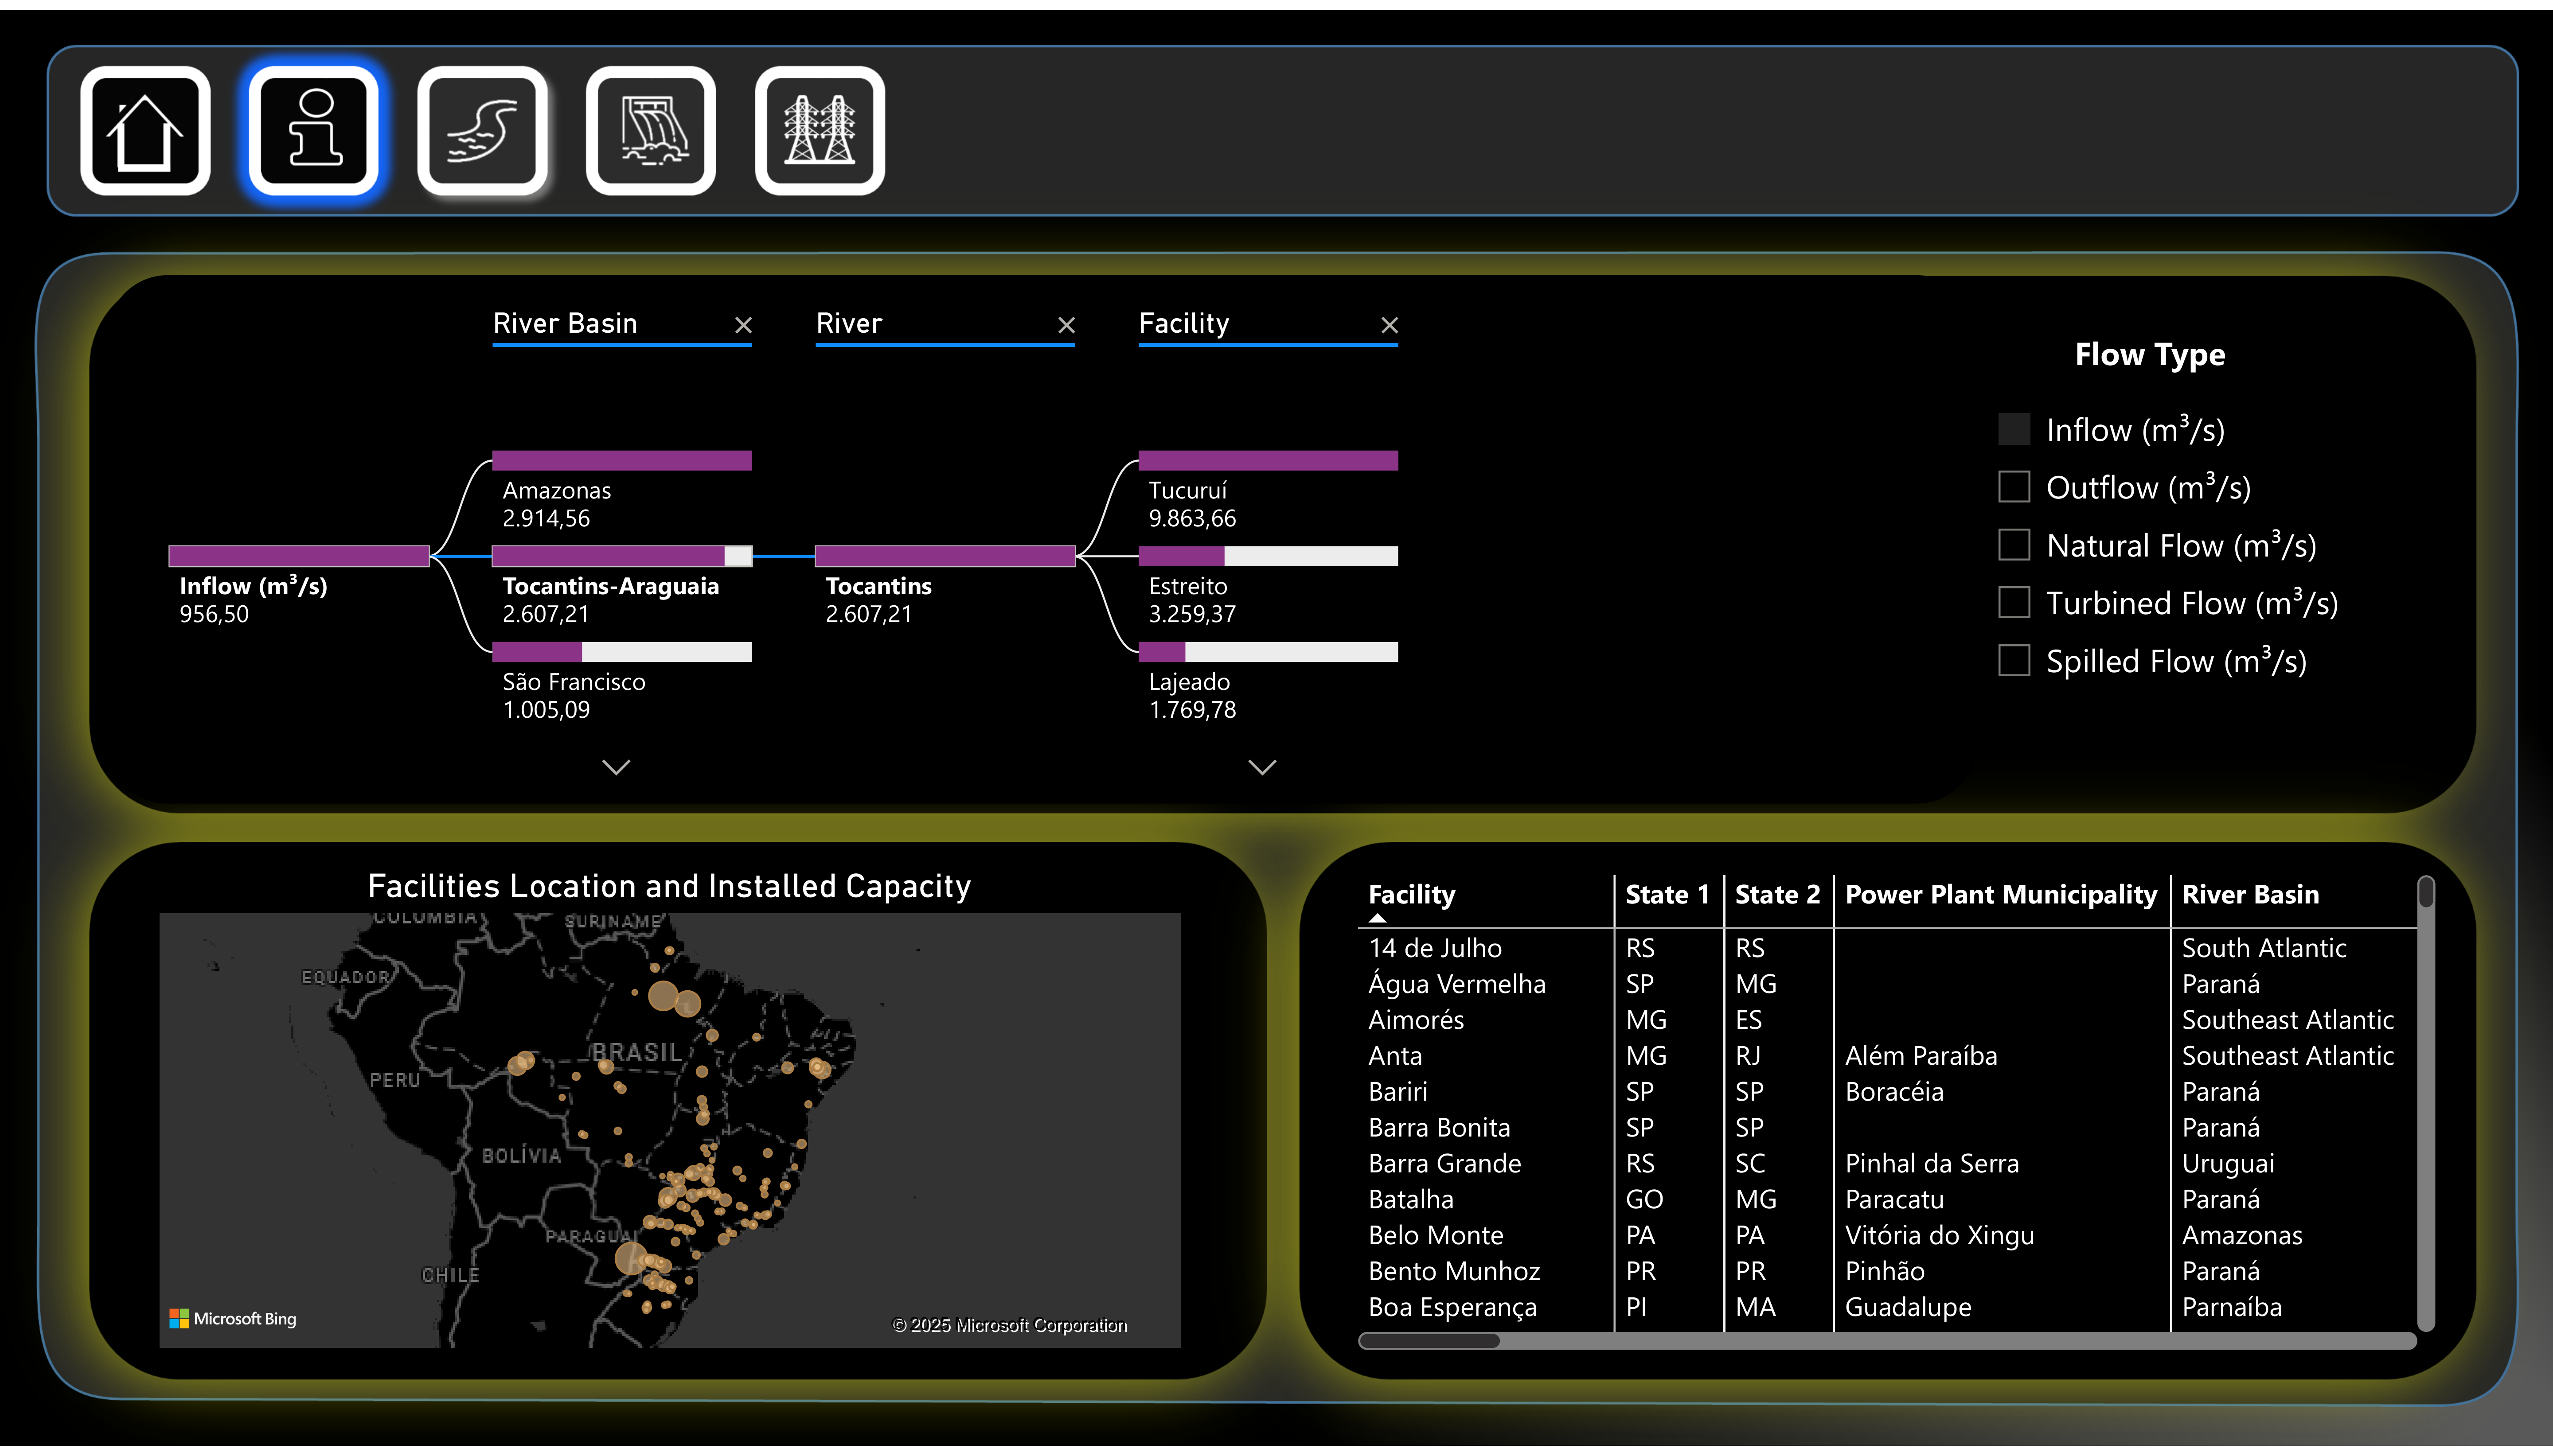 River Basin
River
Facility
Flow Type
Inflow (m³/s)
Outflow (m³/s)
Natural Flow (m³/s)
Turbined Flow (m³/s)
Spilled Flow (m³/s)
Inflow (m³/s)
956,50
Amazonas
2.914,56
Tocantins-Araguaia
2.607,21
São Francisco
1.005,09
Tocantins
2.607,21
Tucuruí
9.863,66
Estreito
3.259,37
Lajeado
1.769,78
Facilities Location and Installed Capacity
COLOMBIA
SURINAME
EQUADOR
BRASIL
PERU
BOLÍVIA
PARAGUAI
CHILE
Microsoft Bing
© 2025 Microsoft Corporation
Facility State 1 State 2 Power Plant Municipality River Basin
14 de Julho RS RS South Atlantic
Água Vermelha SP MG Paraná
Aimorés MG ES Southeast Atlantic
Anta MG RJ Além Paraíba Southeast Atlantic
Bariri SP SP Boracéia Paraná
Barra Bonita SP SP Paraná
Barra Grande RS SC Pinhal da Serra Uruguai
Batalha GO MG Paracatu Paraná
Belo Monte PA PA Vitória do Xingu Amazonas
Bento Munhoz PR PR Pinhão Paraná
Boa Esperança PI MA Guadalupe Parnaíba